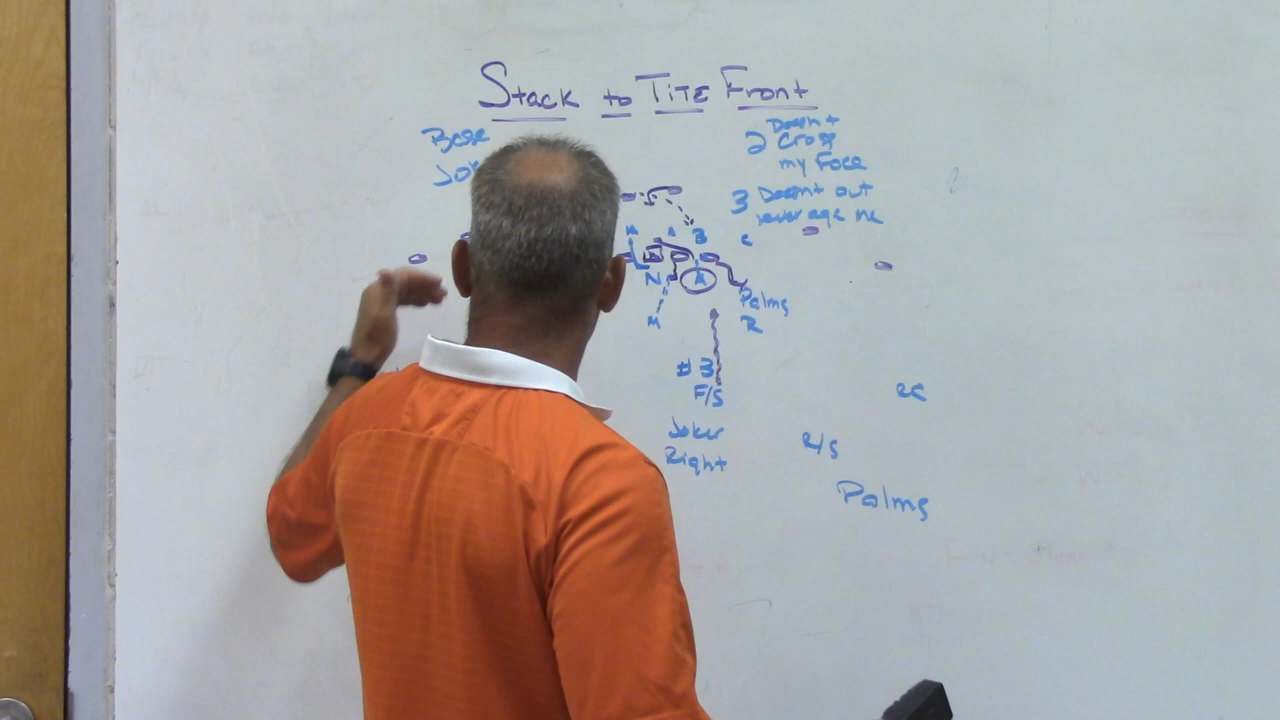 Stack to Tite Front
Base
2 Doesn't
Cross
my Face
3 Doesn't out
leverage me
A
B
C
N
A
Palms
M
R
#3
F/S
RC
Joker
Right
R/S
Palms